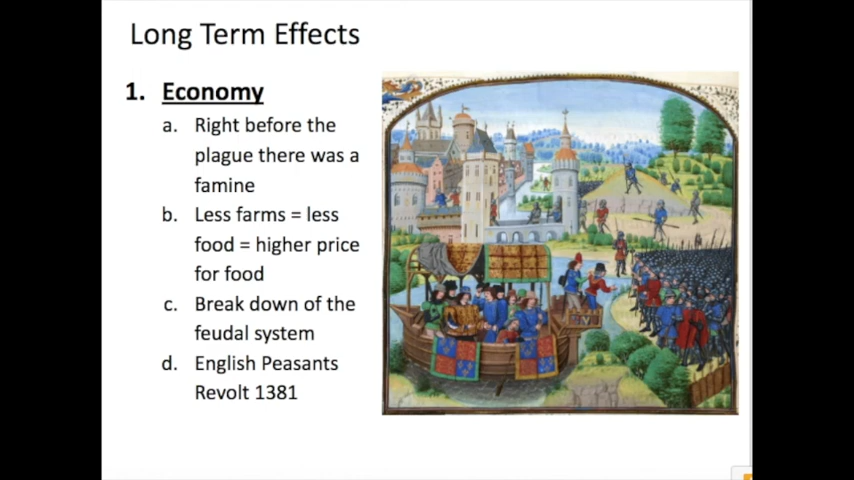 Long Term Effects
1. Economy
a. Right before the
plague there was a
famine
b. Less farms = less
food = higher price
for food
c. Break down of the
feudal system
d. English Peasants
Revolt 1381